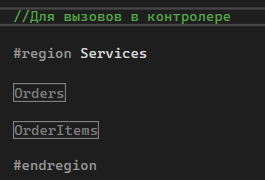 //Для вызовов в контролере
#region Services
Orders
OrderItems
#endregion